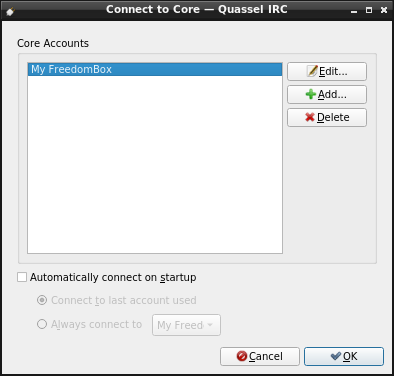 Connect to Core — Quassel IRC
Core Accounts
My FreedomBox
Edit...
Add...
Delete
Automatically connect on startup
Connect to last account used
Always connect to
My Freed
Cancel
OK